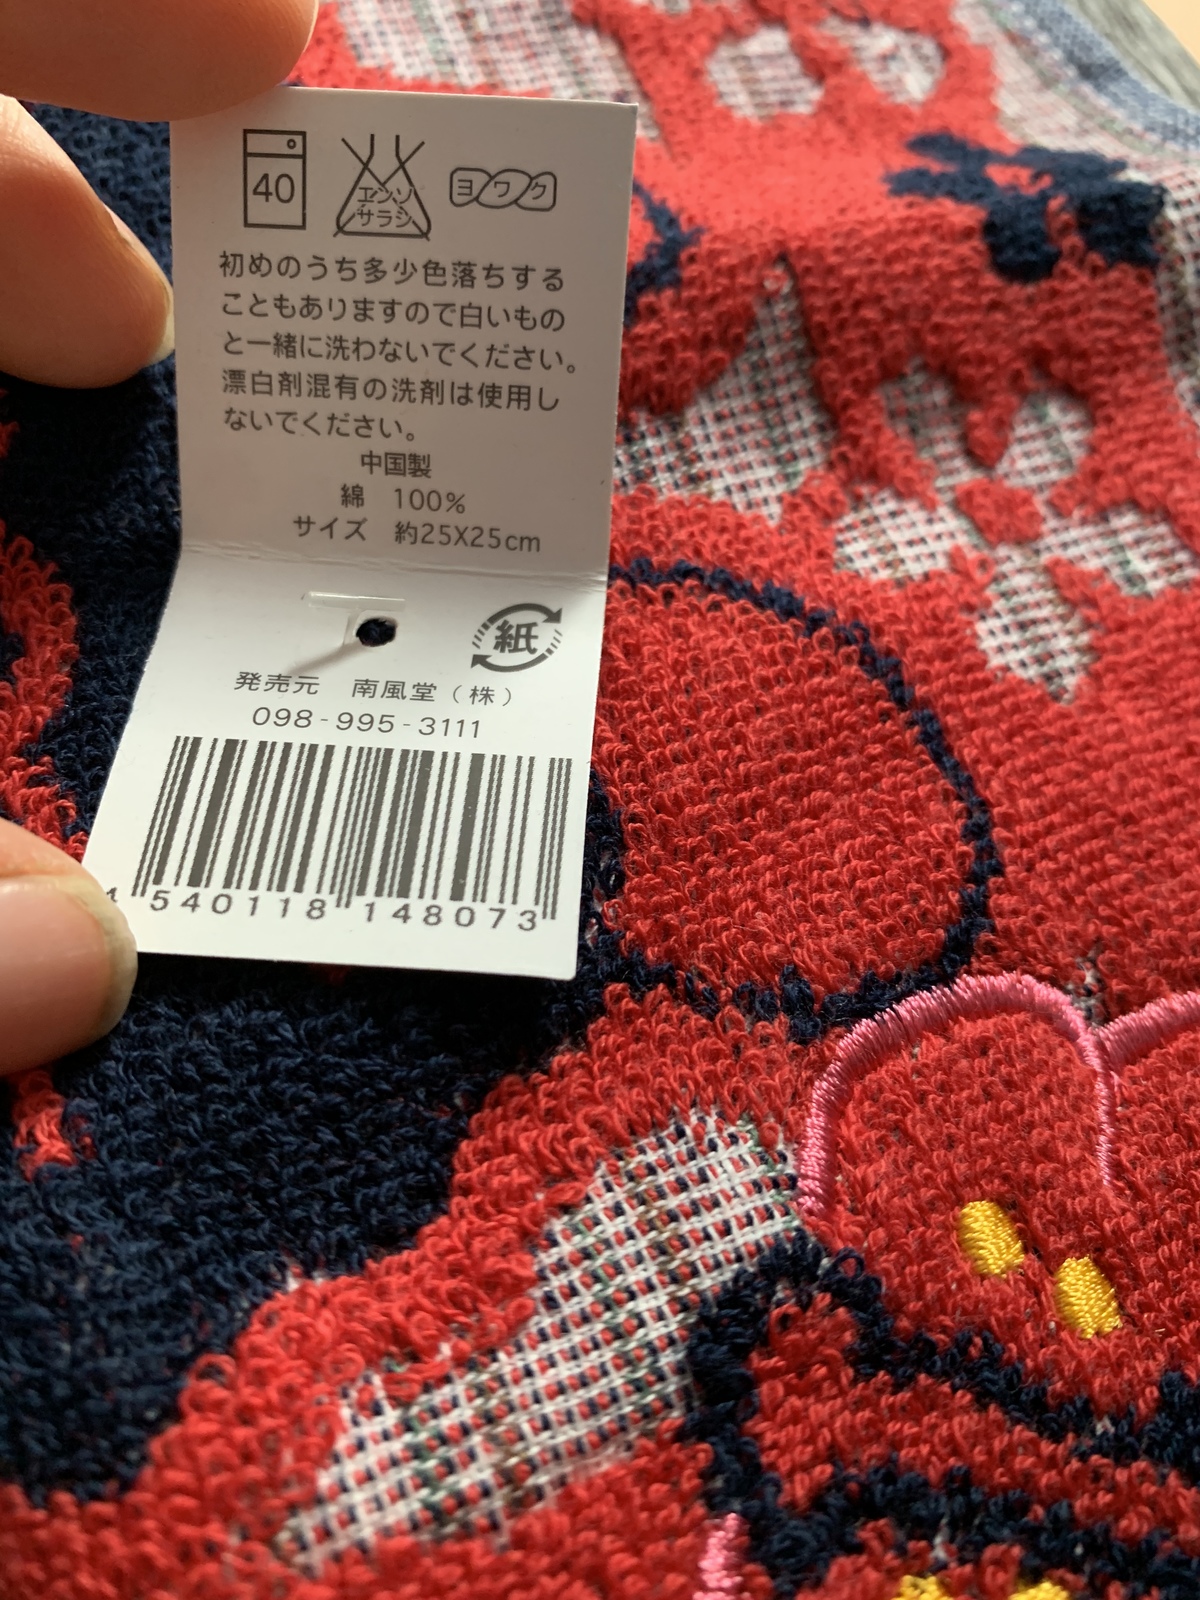 40
エンソ
サラシ
ヨワク
初めのうち多少色落ちする
こともありますので白いもの
と一緒に洗わないでください。
漂白剤混有の洗剤は使用し
ないでください。
中国製
綿 100%
サイズ 約25X25cm
紙
発売元 南風堂（株）
098-995-3111
4 540118 148073